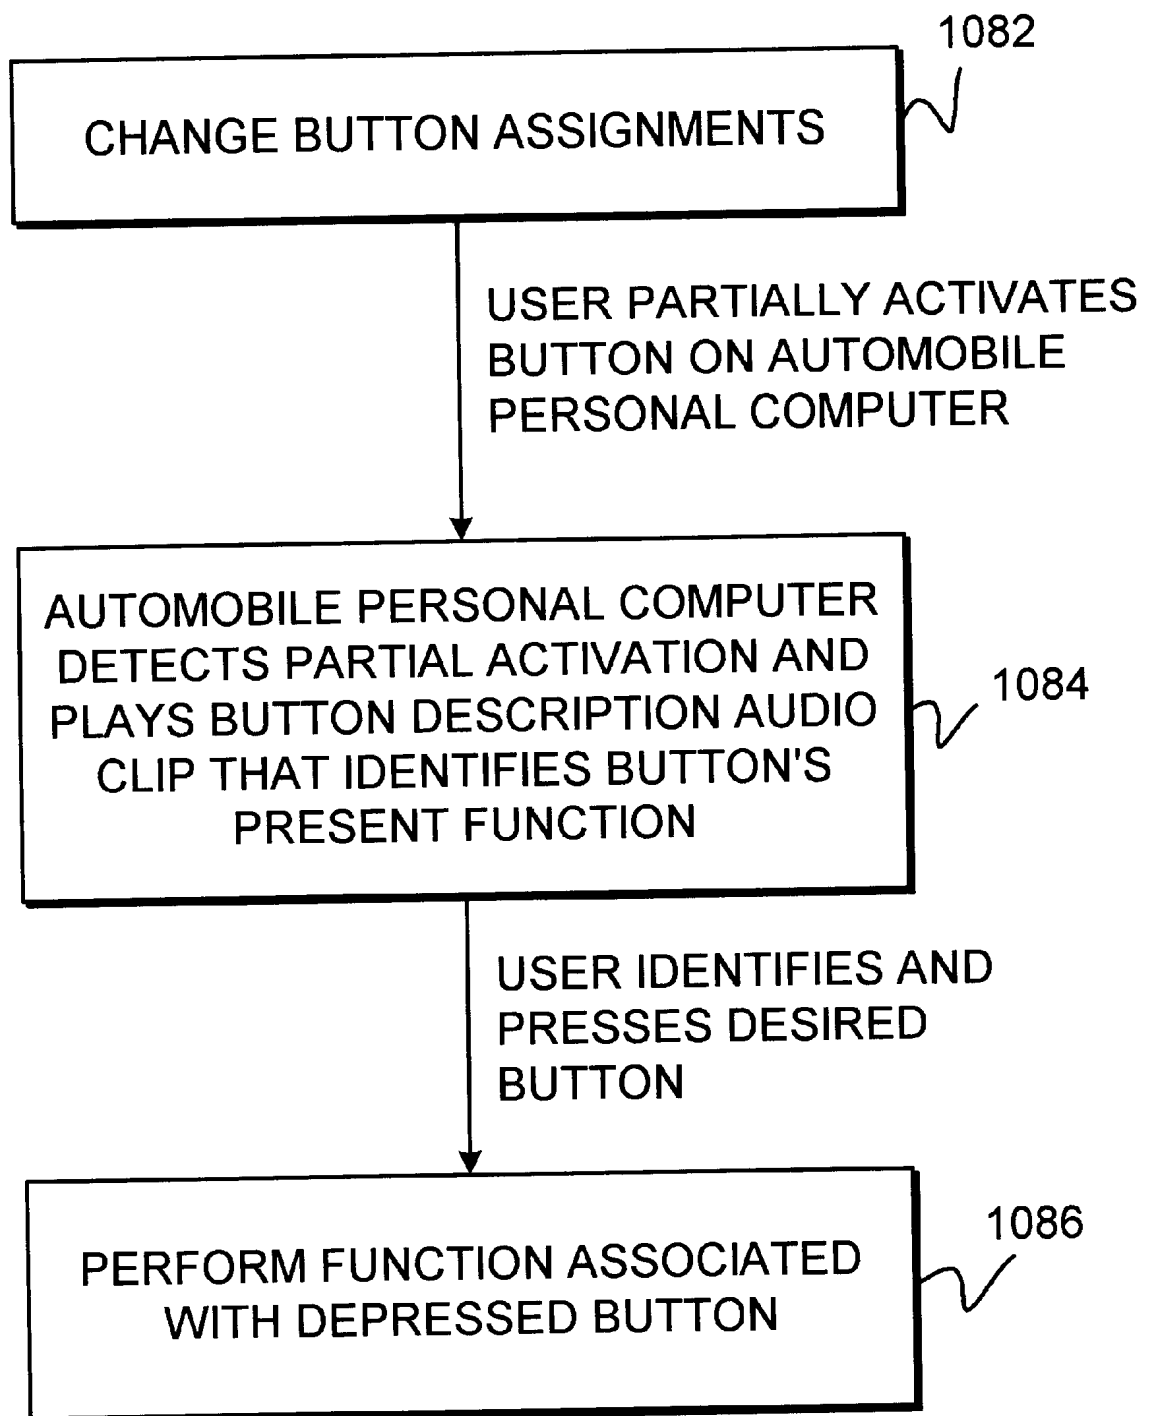 1082
CHANGE BUTTON ASSIGNMENTS
USER PARTIALLY ACTIVATES
BUTTON ON AUTOMOBILE
PERSONAL COMPUTER
AUTOMOBILE PERSONAL COMPUTER
DETECTS PARTIAL ACTIVATION AND
PLAYS BUTTON DESCRIPTION AUDIO
CLIP THAT IDENTIFIES BUTTON'S
PRESENT FUNCTION
1084
USER IDENTIFIES AND
PRESSES DESIRED
BUTTON
1086
PERFORM FUNCTION ASSOCIATED
WITH DEPRESSED BUTTON